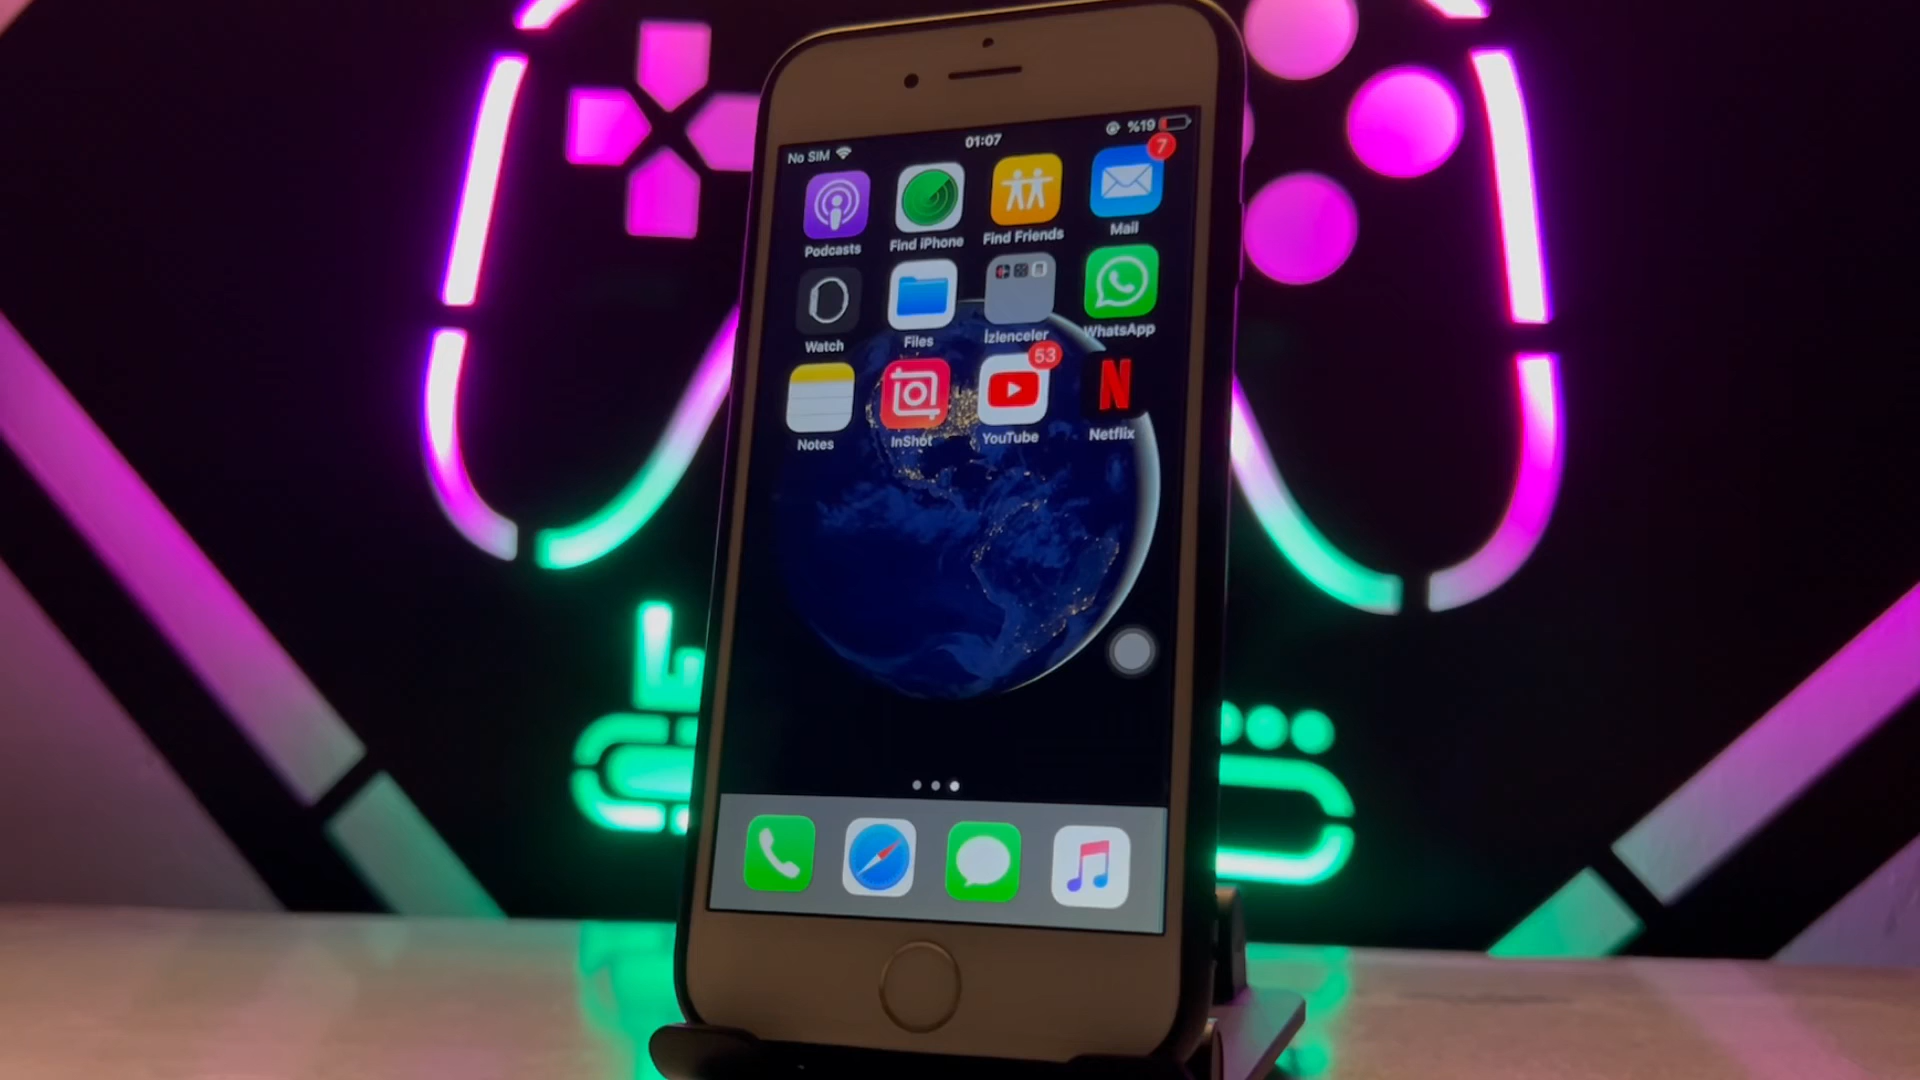 No SIM 01:07 %19
7
Podcasts Find iPhone Find Friends Mail
Watch Files İzlenceler WhatsApp
53
N
Notes InShot YouTube Netflix